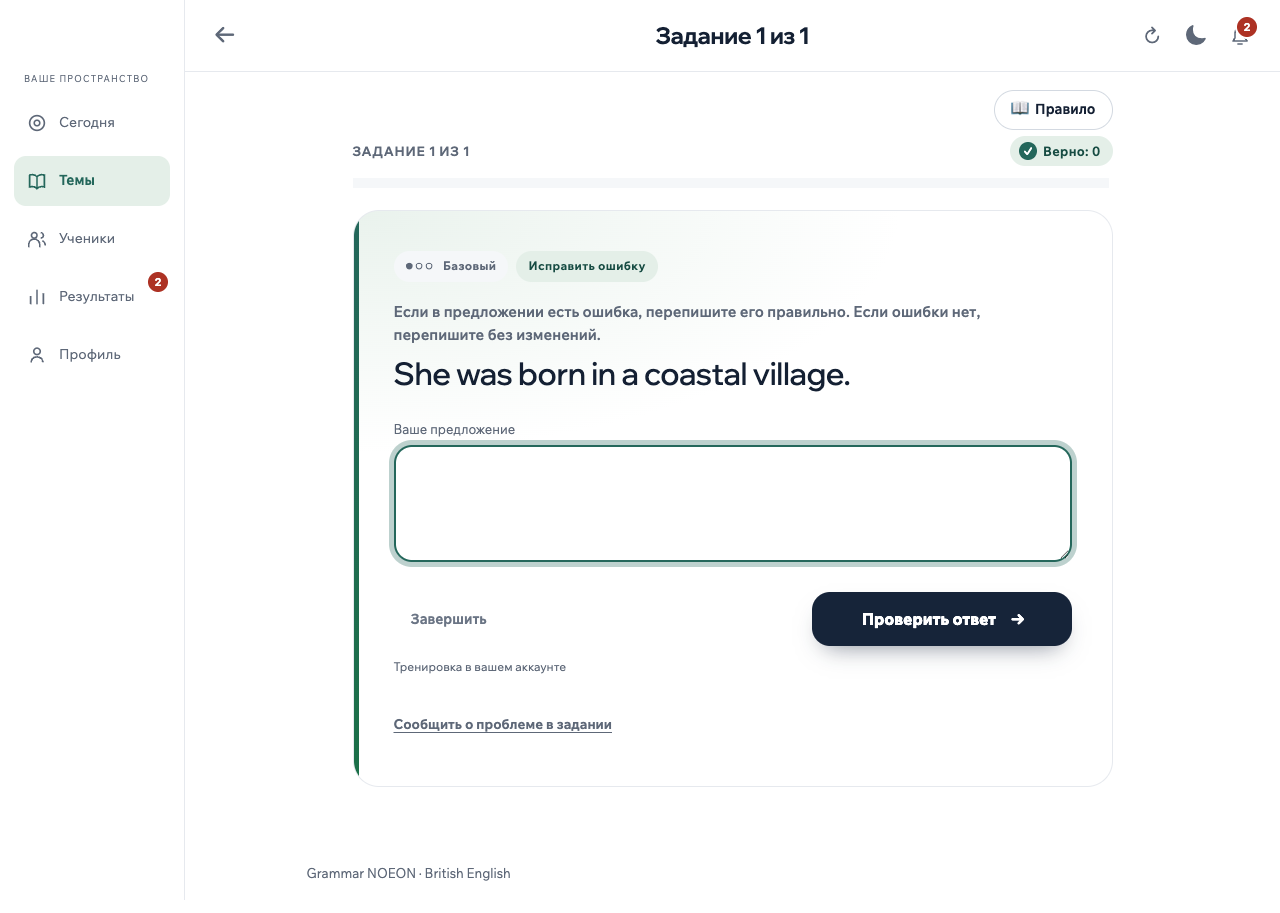 Задание 1 из 1
2
ВАШЕ ПРОСТРАНСТВО
Сегодня
Темы
Ученики
Результаты
2
Профиль
📖 Правило
ЗАДАНИЕ 1 ИЗ 1
Верно: 0
Базовый
Исправить ошибку
Если в предложении есть ошибка, перепишите его правильно. Если ошибки нет,
перепишите без изменений.
She was born in a coastal village.
Ваше предложение
Завершить
Проверить ответ →
Тренировка в вашем аккаунте
Сообщить о проблеме в задании
Grammar NOEON · British English